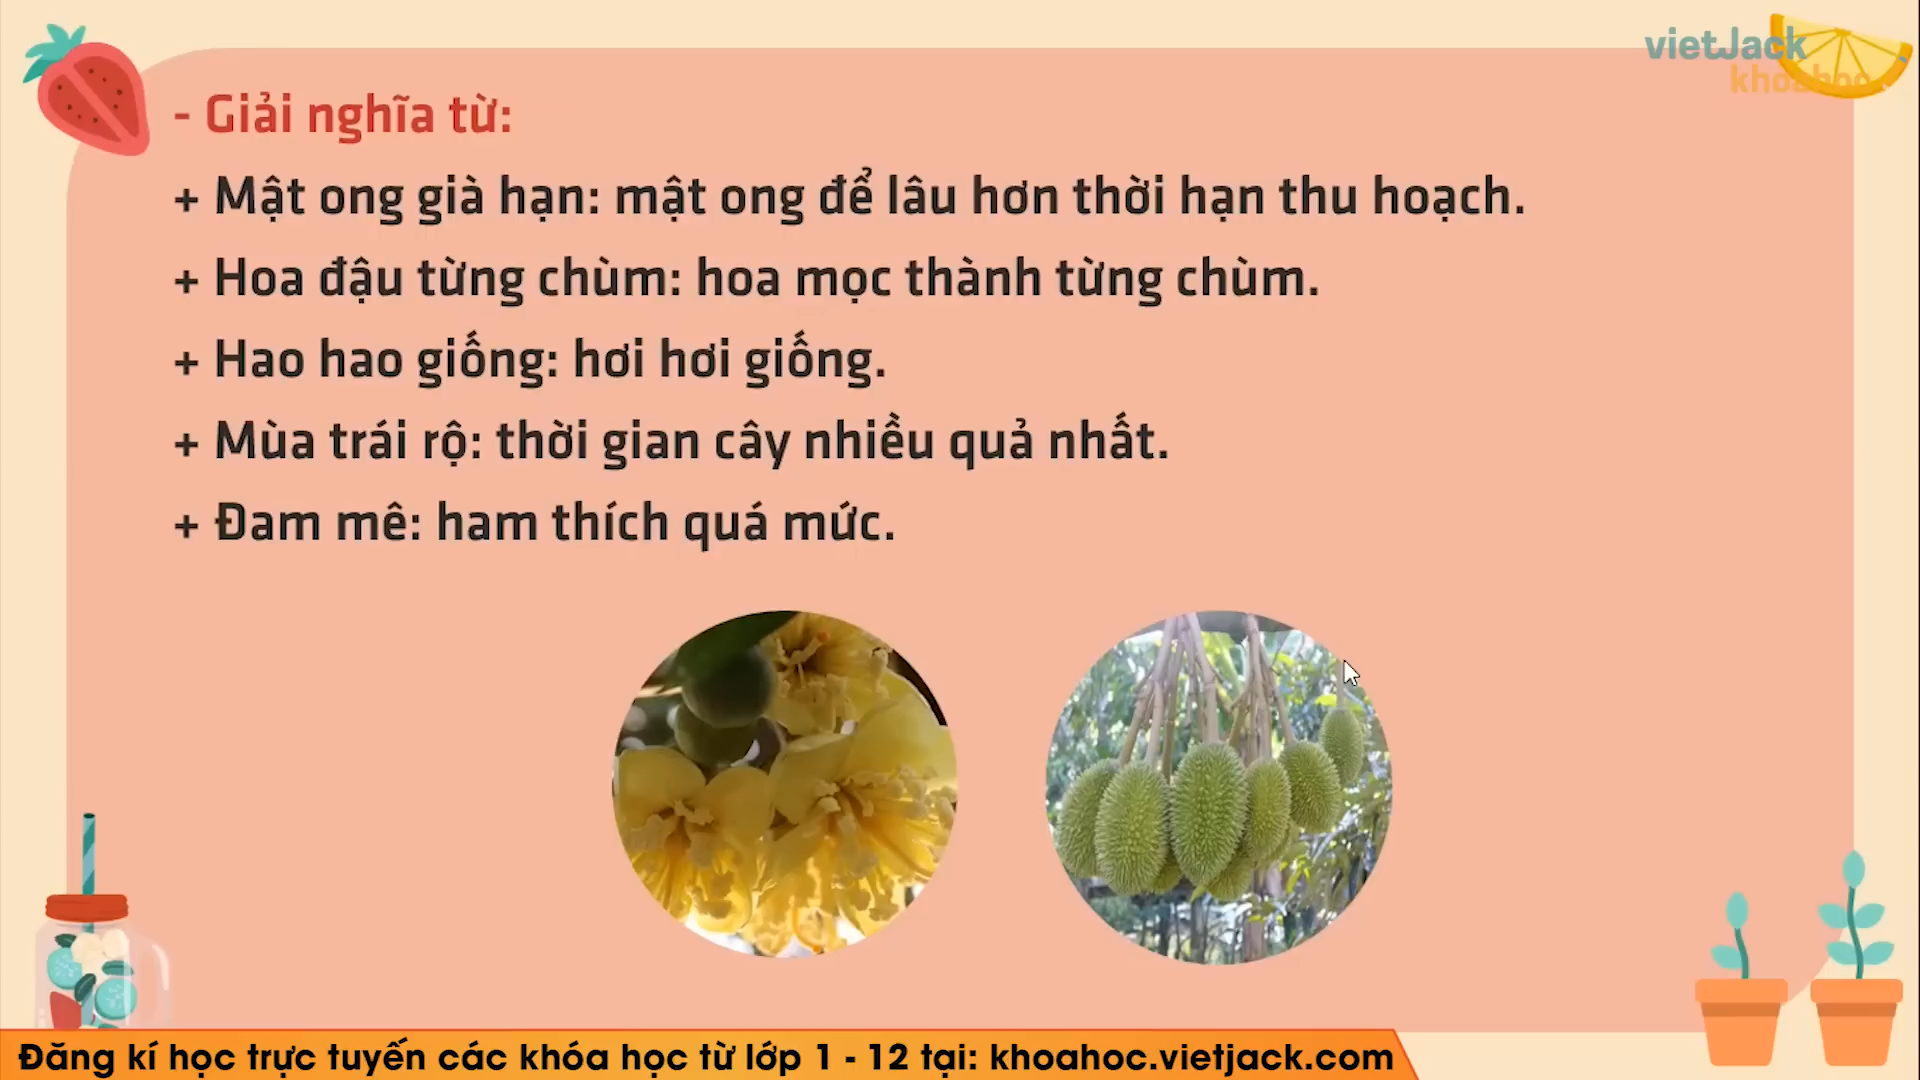 vietJack
khoahoc
- Giải nghĩa từ:
+ Mật ong già hạn: mật ong để lâu hơn thời hạn thu hoạch.
+ Hoa đậu từng chùm: hoa mọc thành từng chùm.
+ Hao hao giống: hơi hơi giống.
+ Mùa trái rộ: thời gian cây nhiều quả nhất.
+ Đam mê: ham thích quá mức.
Đăng kí học trực tuyến các khóa học từ lớp 1 - 12 tại: khoahoc.vietjack.com